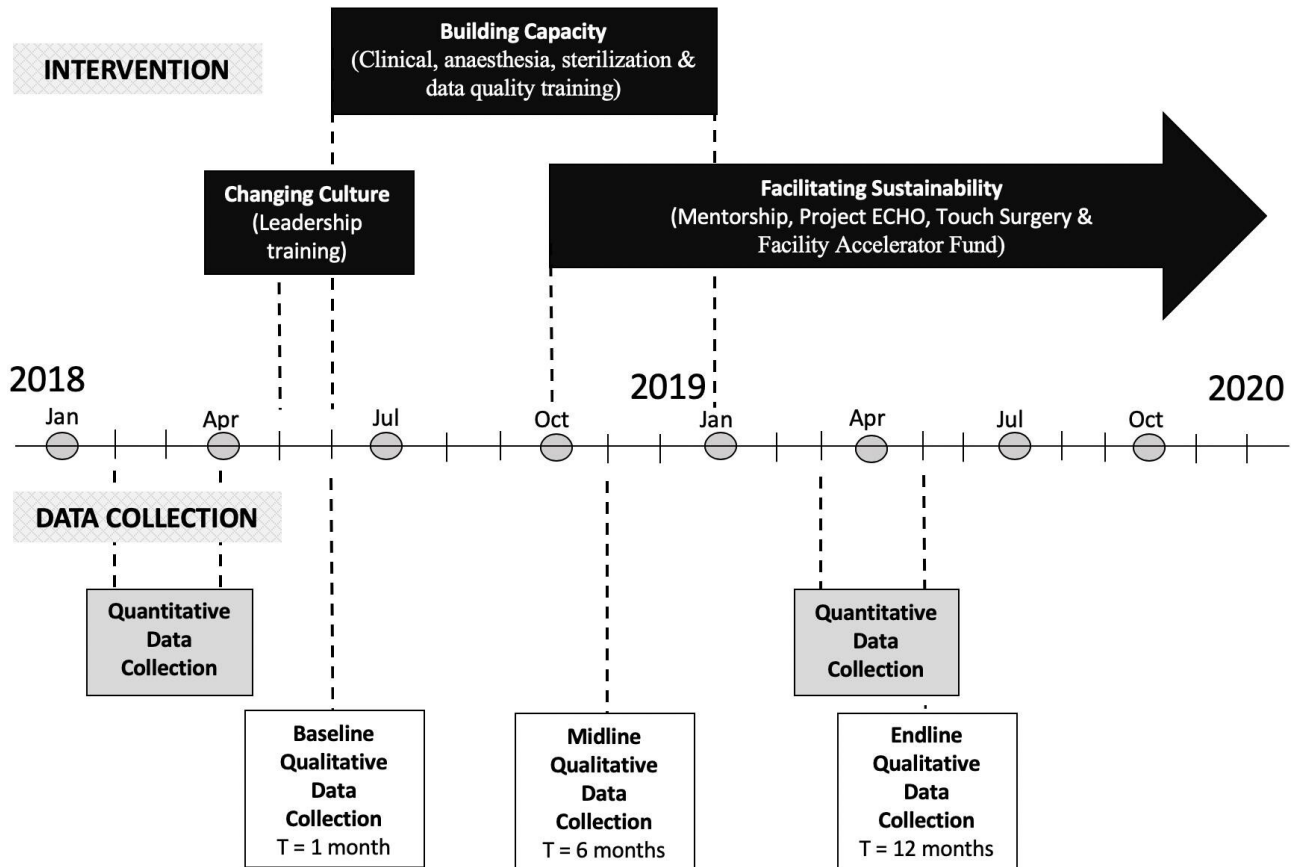 INTERVENTION
Building Capacity
(Clinical, anaesthesia, sterilization &
data quality training)
Changing Culture
(Leadership
training)
Facilitating Sustainability
(Mentorship, Project ECHO, Touch Surgery &
Facility Accelerator Fund)
2018
2019
2020
Jan
Apr
Jul
Oct
Jan
Apr
Jul
Oct
DATA COLLECTION
Quantitative
Data
Collection
Quantitative
Data
Collection
Baseline
Qualitative
Data
Collection
T = 1 month
Midline
Qualitative
Data
Collection
T = 6 months
Endline
Qualitative
Data
Collection
T = 12 months